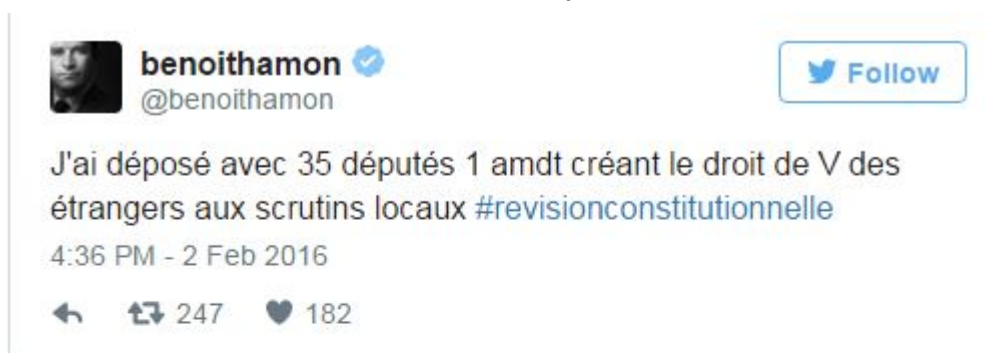 benoithamon
@benoithamon
Follow
J'ai déposé avec 35 députés 1 amdt créant le droit de V des
étrangers aux scrutins locaux #revisionconstitutionnelle
4:36 PM - 2 Feb 2016
247 182